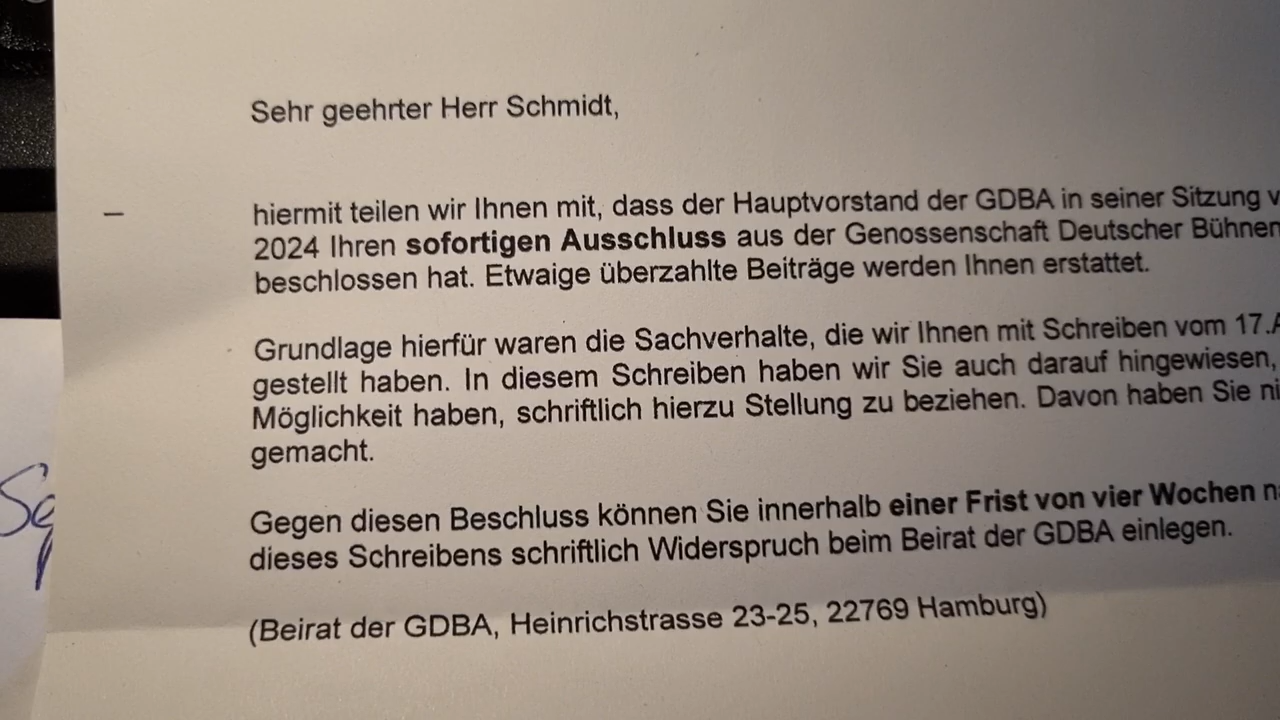 Sehr geehrter Herr Schmidt,
hiermit teilen wir Ihnen mit, dass der Hauptvorstand der GDBA in seiner Sitzung
2024 Ihren sofortigen Ausschluss aus der Genossenschaft Deutscher Bühnen
beschlossen hat. Etwaige überzahlte Beiträge werden Ihnen erstattet.
Grundlage hierfür waren die Sachverhalte, die wir Ihnen mit Schreiben vom 17.
gestellt haben. In diesem Schreiben haben wir Sie auch darauf hingewiesen,
Möglichkeit haben, schriftlich hierzu Stellung zu beziehen. Davon haben Sie
gemacht.
Gegen diesen Beschluss können Sie innerhalb einer Frist von vier Wochen
dieses Schreibens schriftlich Widerspruch beim Beirat der GDBA einlegen.
(Beirat der GDBA, Heinrichstrasse 23-25, 22769 Hamburg)